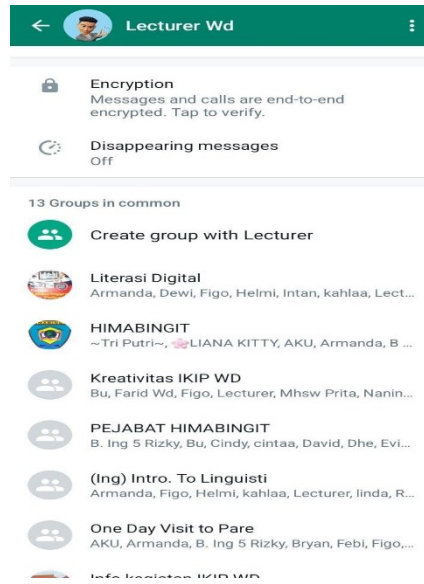 Lecturer Wd
Encryption
Messages and calls are end-to-end
encrypted. Tap to verify.
Disappearing messages
Off
13 Groups in common
Create group with Lecturer
Literasi Digital
Armanda, Dewi, Figo, Helmi, Intan, kahlaa, Lect...
HIMABINGIT
~Tri Putri~, 🌸LIANA KITTY, AKU, Armanda, B ...
Kreativitas IKIP WD
Bu, Farid Wd, Figo, Lecturer, Mhsw Prita, Nanin...
PEJABAT HIMABINGIT
B. Ing 5 Rizky, Bu, Cindy, cintaa, David, Dhe, Evi...
(Ing) Intro. To Linguisti
Armanda, Figo, Helmi, kahlaa, Lecturer, linda, R...
One Day Visit to Pare
AKU, Armanda, B. Ing 5 Rizky, Bryan, Febi, Figo,...
Info kegiatan IKIP WD